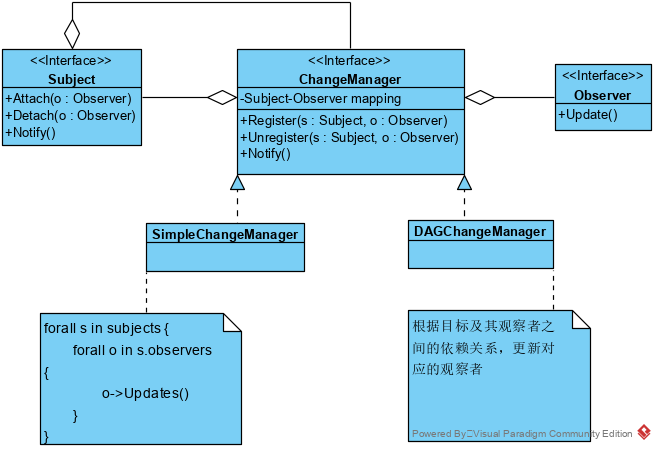 <<Interface>>
Subject
+Attach(o : Observer)
+Detach(o : Observer)
+Notify()
<<Interface>>
ChangeManager
-Subject-Observer mapping
+Register(s : Subject, o : Observer)
+Unregister(s : Subject, o : Observer)
+Notify()
<<Interface>>
Observer
+Update()
SimpleChangeManager
DAGChangeManager
forall s in subjects {
forall o in s.observers
{
o->Updates()
}
}
根据目标及其观察者之
间的依赖关系，更新对
应的观察者
Powered By Visual Paradigm Community Edition